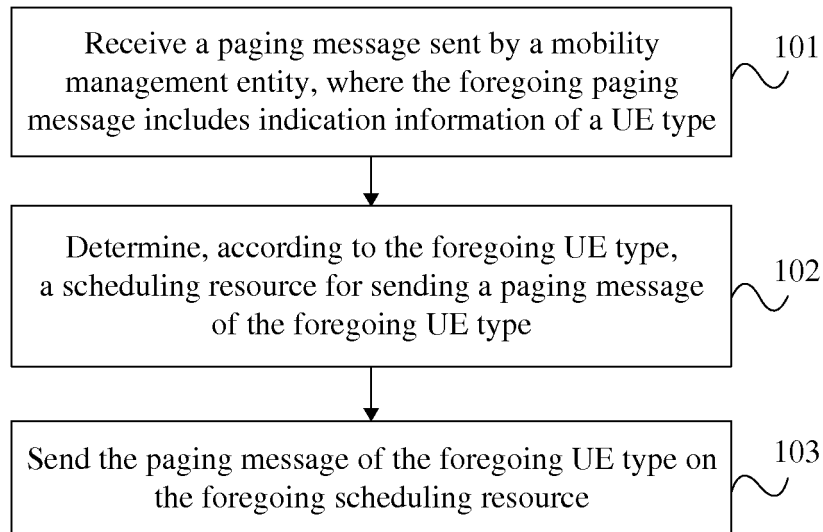 Receive a paging message sent by a mobility
management entity, where the foregoing paging
message includes indication information of a UE type
101
Determine, according to the foregoing UE type,
a scheduling resource for sending a paging message
of the foregoing UE type
102
Send the paging message of the foregoing UE type on
the foregoing scheduling resource
103